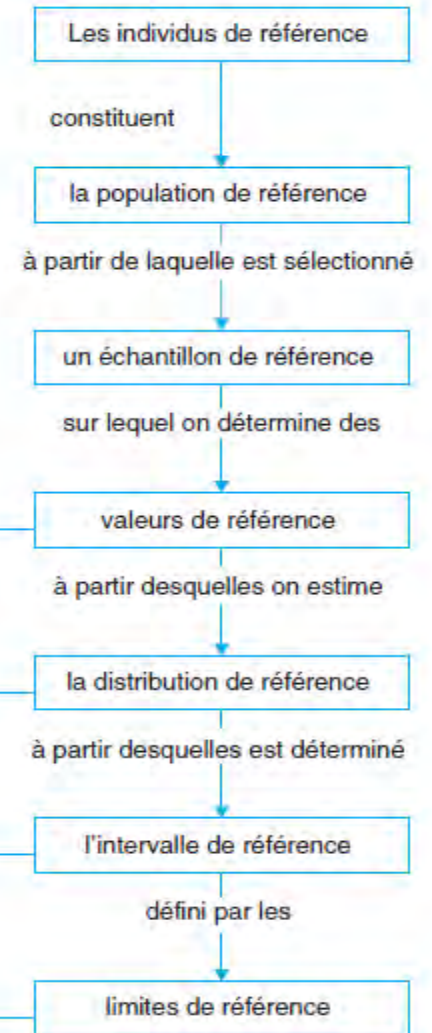 Les individus de référence
constituent
la population de référence
à partir de laquelle est sélectionné
un échantillon de référence
sur lequel on détermine des
valeurs de référence
à partir desquelles on estime
la distribution de référence
à partir desquelles est déterminé
l'intervalle de référence
défini par les
limites de référence